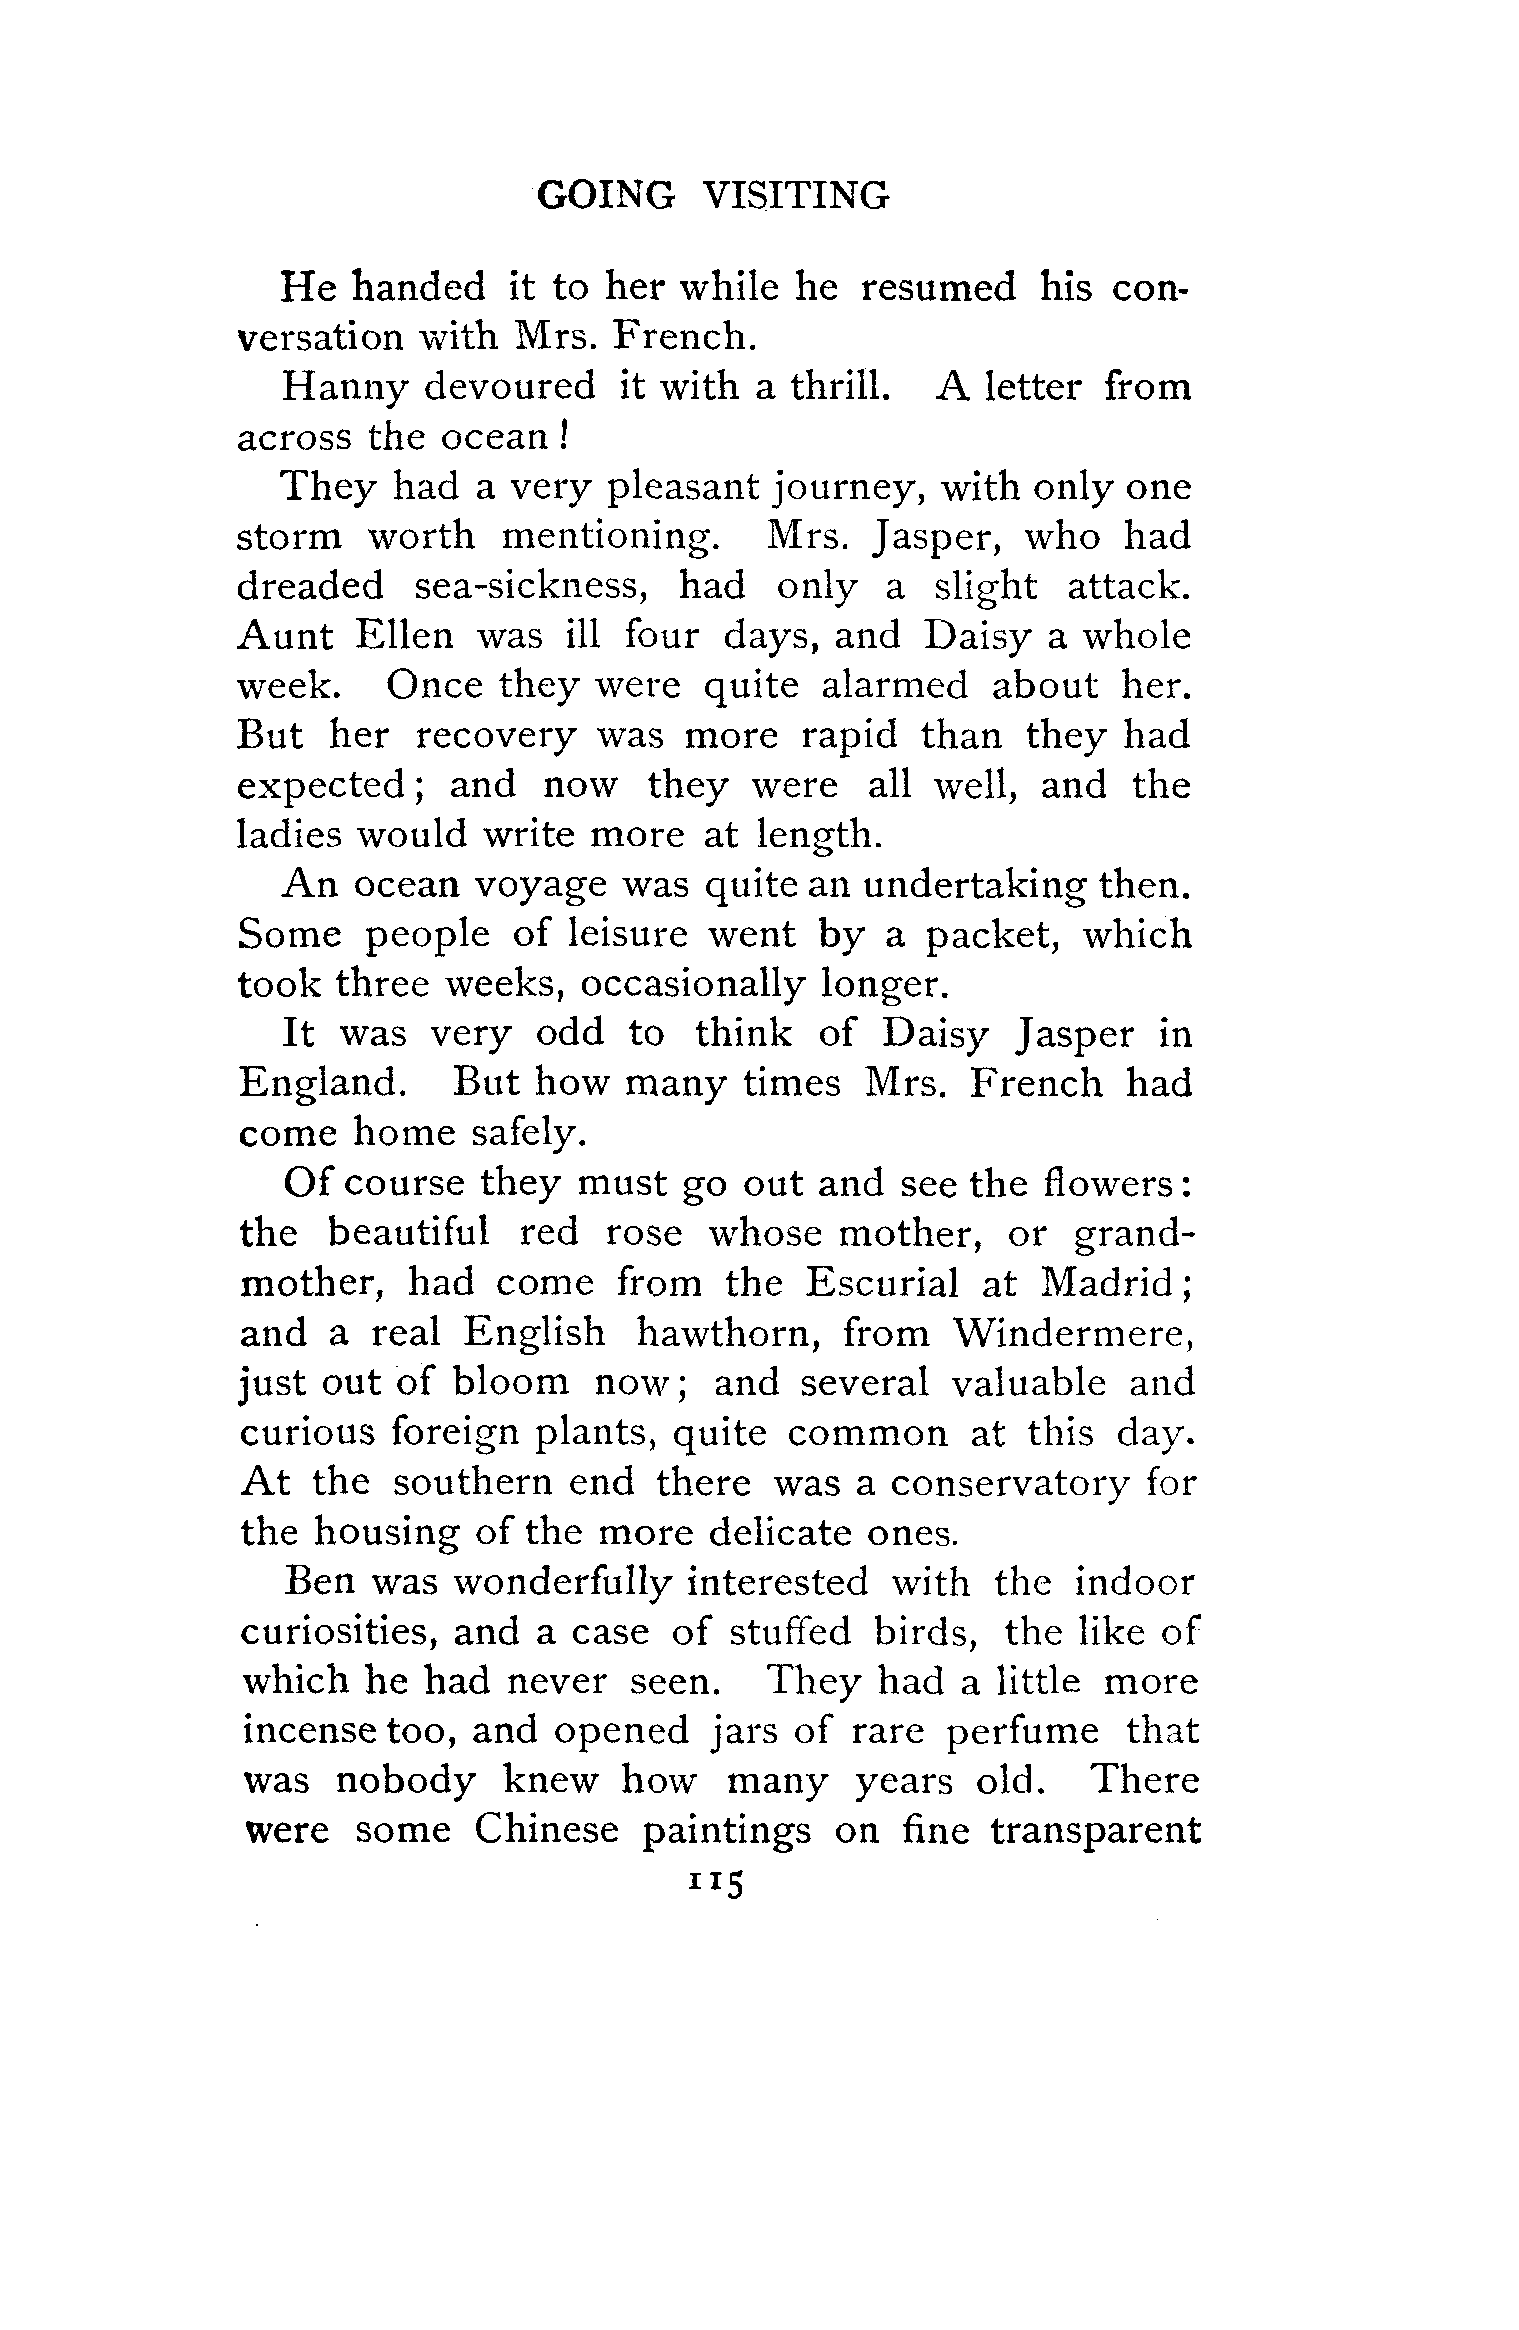 GOING VISITING
He handed it to her while he resumed his con-
versation with Mrs. French.
Hanny devoured it with a thrill. A letter from
across the ocean!
They had a very pleasant journey, with only one
storm worth mentioning. Mrs. Jasper, who had
dreaded sea-sickness, had only a slight attack.
Aunt Ellen was ill four days, and Daisy a whole
week. Once they were quite alarmed about her.
But her recovery was more rapid than they had
expected; and now they were all well, and the
ladies would write more at length.
An ocean voyage was quite an undertaking then.
Some people of leisure went by a packet, which
took three weeks, occasionally longer.
It was very odd to think of Daisy Jasper in
England. But how many times Mrs. French had
come home safely.
Of course they must go out and see the flowers:
the beautiful red rose whose mother, or grand-
mother, had come from the Escurial at Madrid;
and a real English hawthorn, from Windermere,
just out of bloom now; and several valuable and
curious foreign plants, quite common at this day.
At the southern end there was a conservatory for
the housing of the more delicate ones.
Ben was wonderfully interested with the indoor
curiosities, and a case of stuffed birds, the like of
which he had never seen. They had a little more
incense too, and opened jars of rare perfume that
was nobody knew how many years old. There
were some Chinese paintings on fine transparent
115